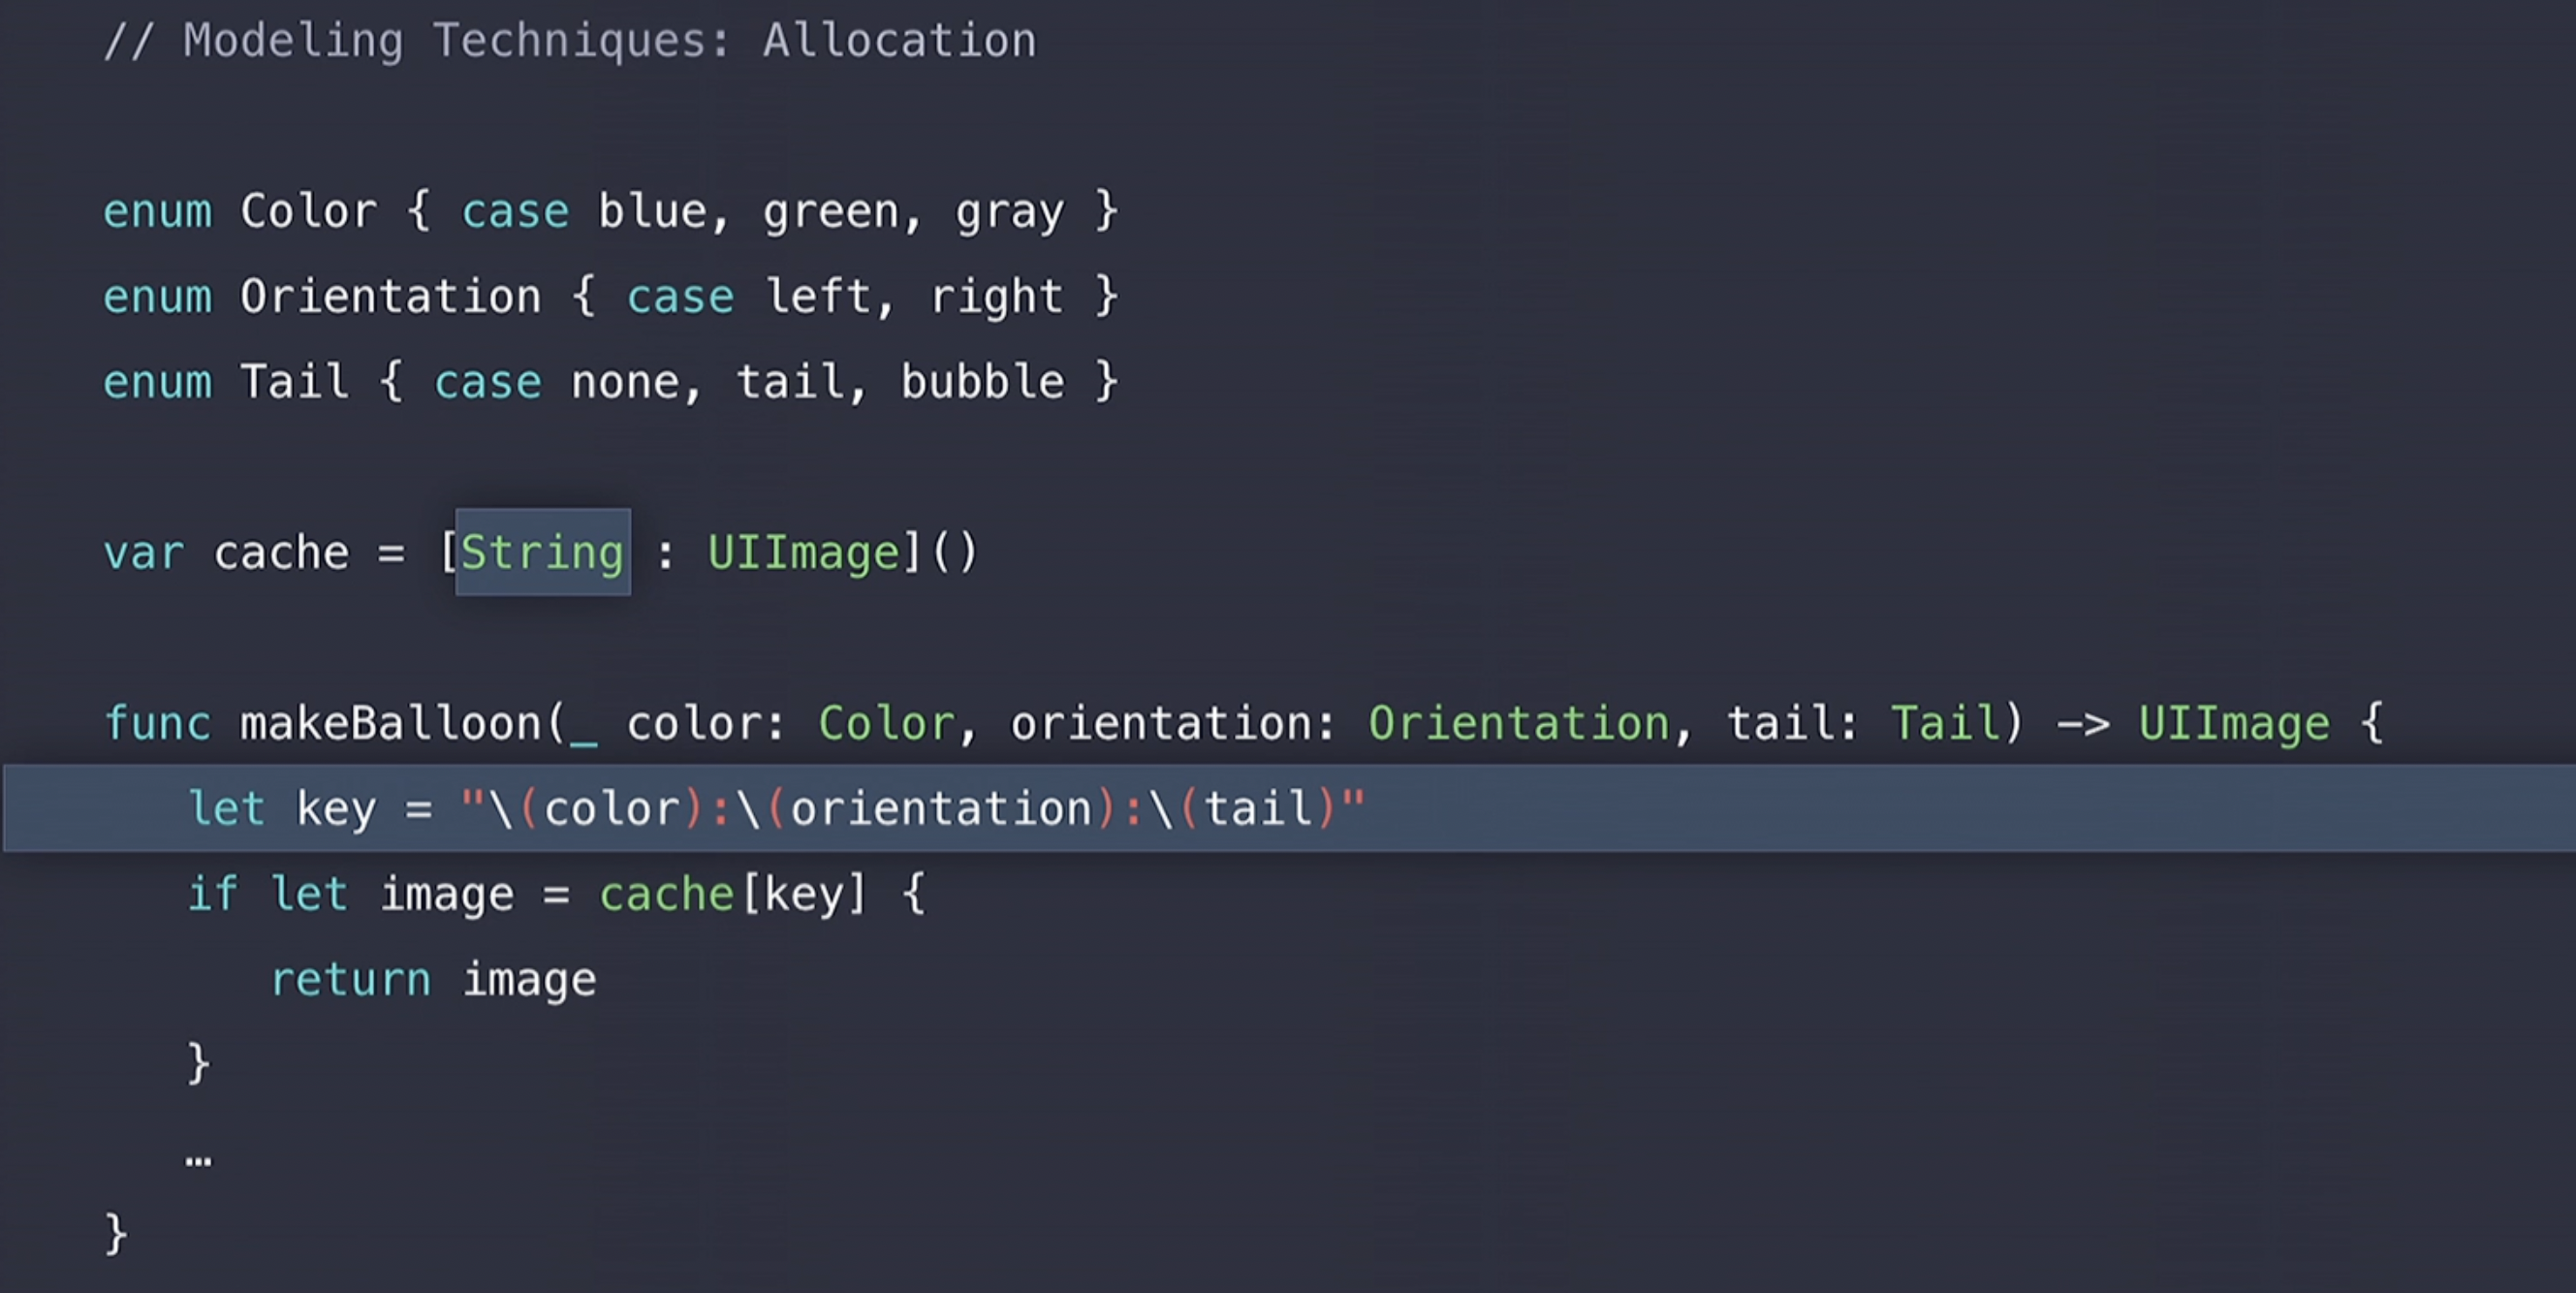 // Modeling Techniques: Allocation
enum Color { case blue, green, gray }
enum Orientation { case left, right }
enum Tail { case none, tail, bubble }
var cache = [String : UIImage]()
func makeBalloon(_ color: Color, orientation: Orientation, tail: Tail) -> UIImage {
let key = "\(color):\(orientation):\(tail)"
if let image = cache[key] {
return image
}
…
}